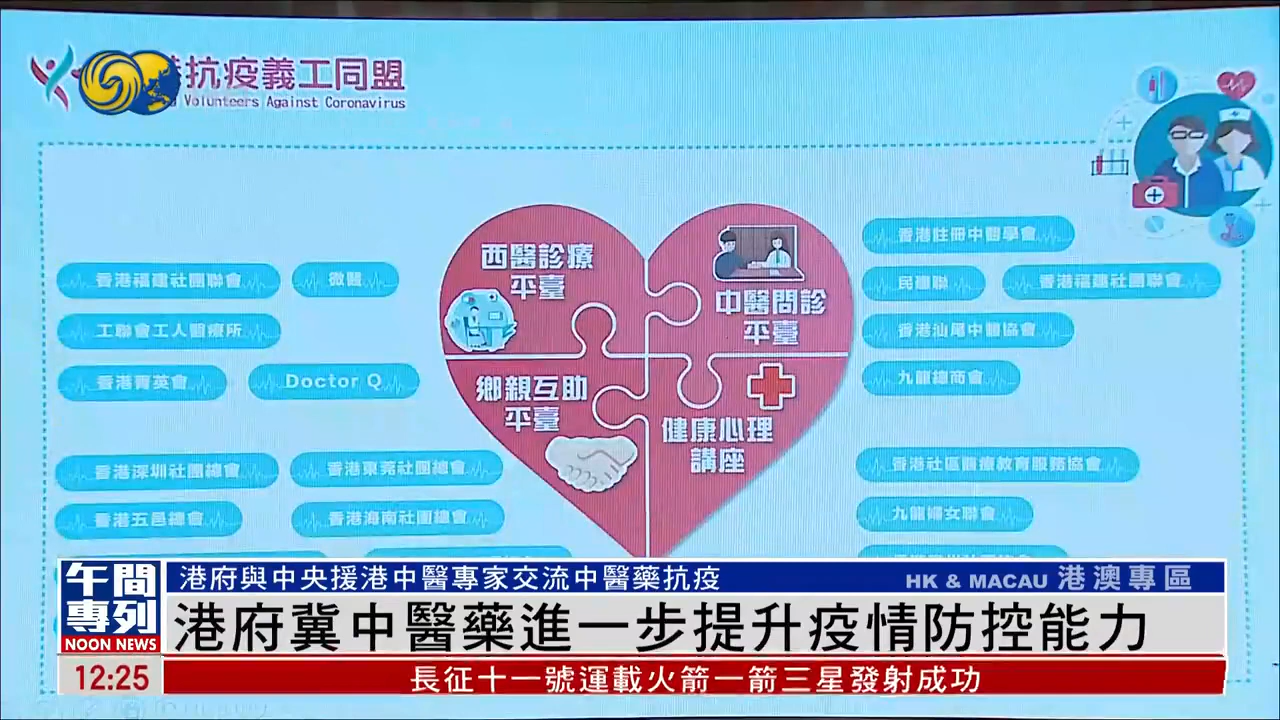 抗疫義工同盟
Volunteers Against Coronavirus
西醫診療
平臺
中醫問診
平臺
鄉親互助
平臺
健康心理
講座
香港福建社團聯會
微醫
工聯會工人醫療所
香港菁英會
Doctor Q
香港深圳社團總會
香港東莞社團總會
香港五邑總會
香港海南社團總會
香港註冊中醫學會
民建聯
香港福建社團聯會
香港汕尾中醫協會
九龍總商會
香港社區醫療教育服務協會
九龍婦女聯會
午間
專列
NOON NEWS
港府與中央援港中醫專家交流中醫藥抗疫
HK & MACAU 港澳專區
港府冀中醫藥進一步提升疫情防控能力
12:25
長征十一號運載火箭一箭三星發射成功